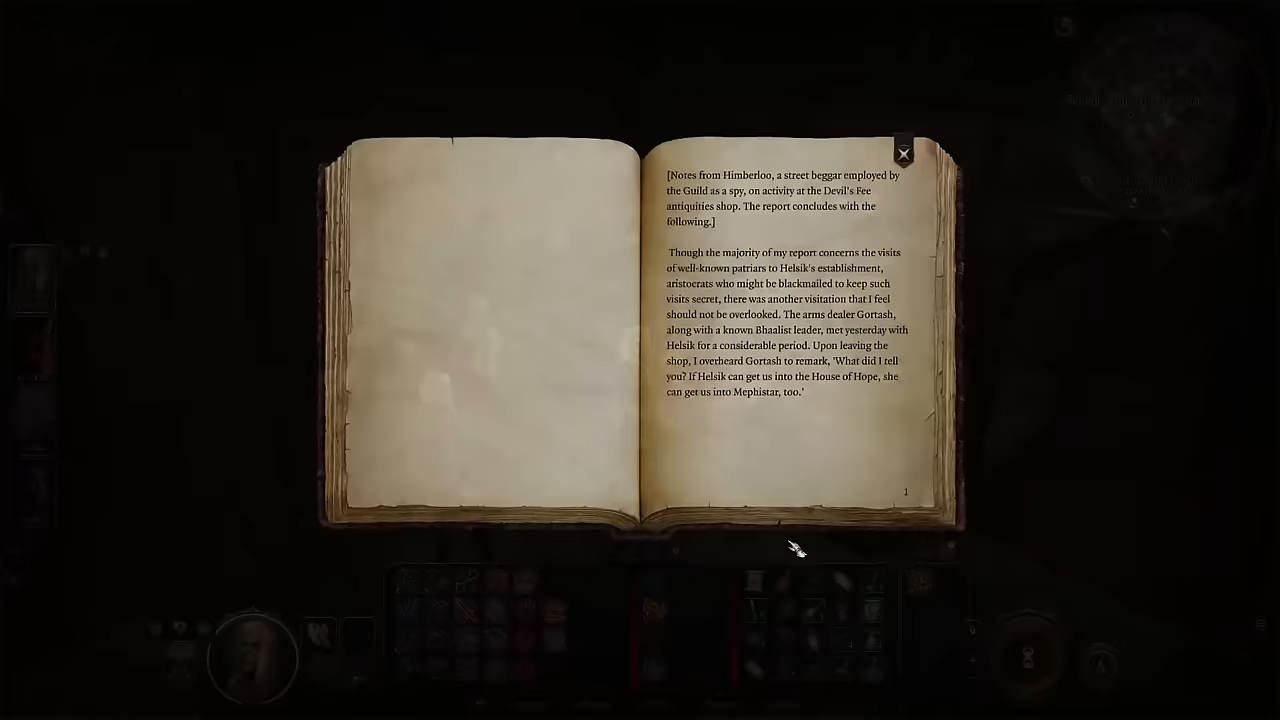 [Notes from Himberloo, a street beggar employed by
the Guild as a spy, on activity at the Devil's Fee
antiquities shop. The report concludes with the
following.]
Though the majority of my report concerns the visits
of well-known patriars to Helsik's establishment,
aristocrats who might be blackmailed to keep such
visits secret, there was another visitation that I feel
should not be overlooked. The arms dealer Gortash,
along with a known Bhaalist leader, met yesterday with
Helsik for a considerable period. Upon leaving the
shop, I overheard Gortash to remark, 'What did I tell
you? If Helsik can get us into the House of Hope, she
can get us into Mephistar, too.'
1